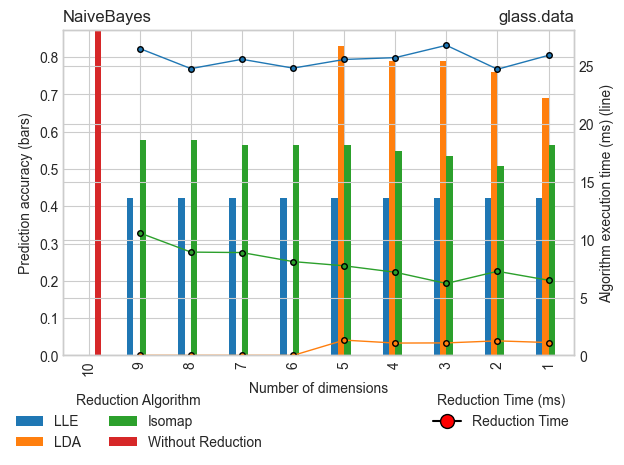 NaiveBayes glass.data
Prediction accuracy (bars)
0.8
0.7
0.6
0.5
0.4
0.3
0.2
0.1
0.0
25
20
15
10
5
0
Algorithm execution time (ms) (line)
10 9 8 7 6 5 4 3 2 1
Number of dimensions
Reduction Algorithm
LLE Isomap
LDA Without Reduction
Reduction Time (ms)
Reduction Time